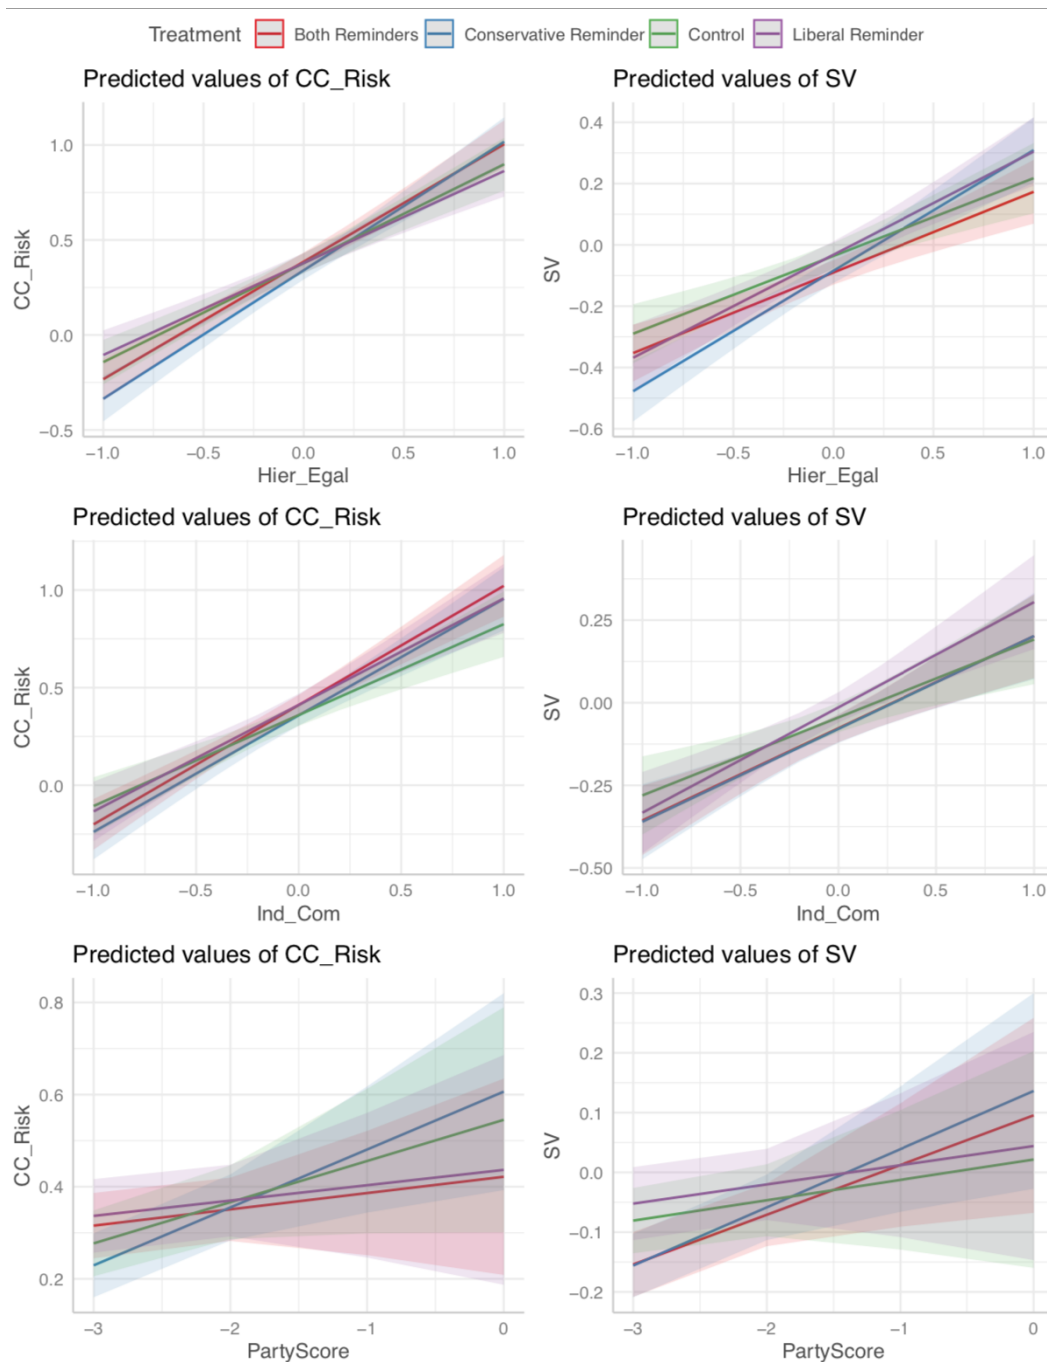 Treatment Both Reminders Conservative Reminder Control Liberal Reminder
Predicted values of CC_Risk
1.0
0.5
0.0
−0.5
CC_Risk
−1.0 −0.5 0.0 0.5 1.0
Hier_Egal
Predicted values of SV
0.4
0.2
0.0
−0.2
−0.4
−0.6
SV
−1.0 −0.5 0.0 0.5 1.0
Hier_Egal
Predicted values of CC_Risk
1.0
0.5
0.0
CC_Risk
−1.0 −0.5 0.0 0.5 1.0
Ind_Com
Predicted values of SV
0.25
0.00
−0.25
−0.50
SV
−1.0 −0.5 0.0 0.5 1.0
Ind_Com
Predicted values of CC_Risk
0.8
0.6
0.4
0.2
CC_Risk
−3 −2 −1 0
PartyScore
Predicted values of SV
0.3
0.2
0.1
0.0
−0.1
−0.2
SV
−3 −2 −1 0
PartyScore